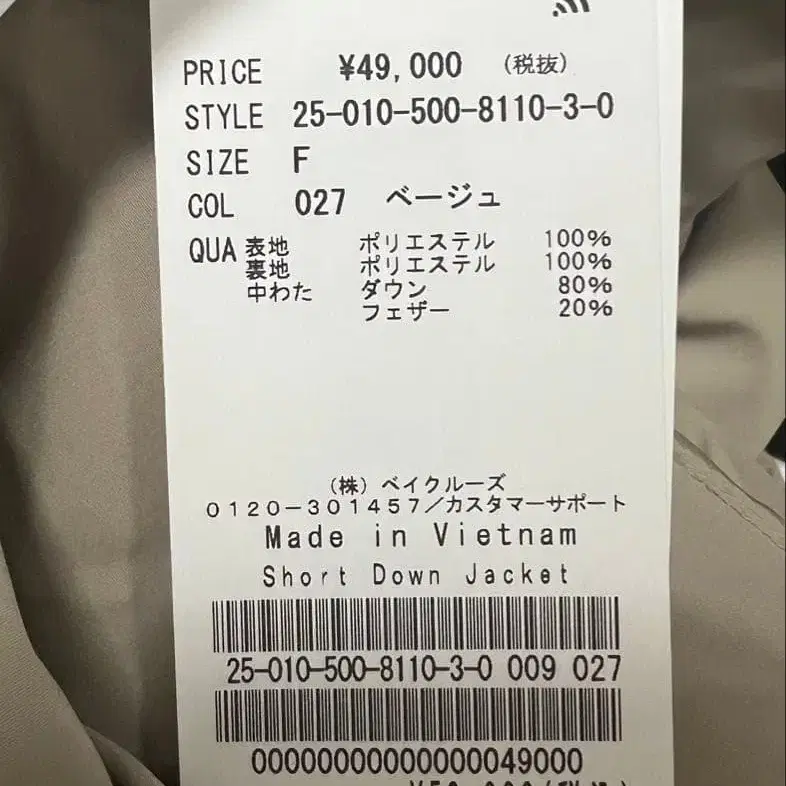 PRICE ¥49,000 (税抜)
STYLE 25-010-500-8110-3-0
SIZE F
COL 027 ベージュ
QUA 表地 ポリエステル 100%
裏地 ポリエステル 100%
中わた ダウン 80%
フェザー 20%
(株) ベイクルーズ
0120-301457/カスタマーサポート
Made in Vietnam
Short Down Jacket
25-010-500-8110-3-0 009 027
00000000000000049000